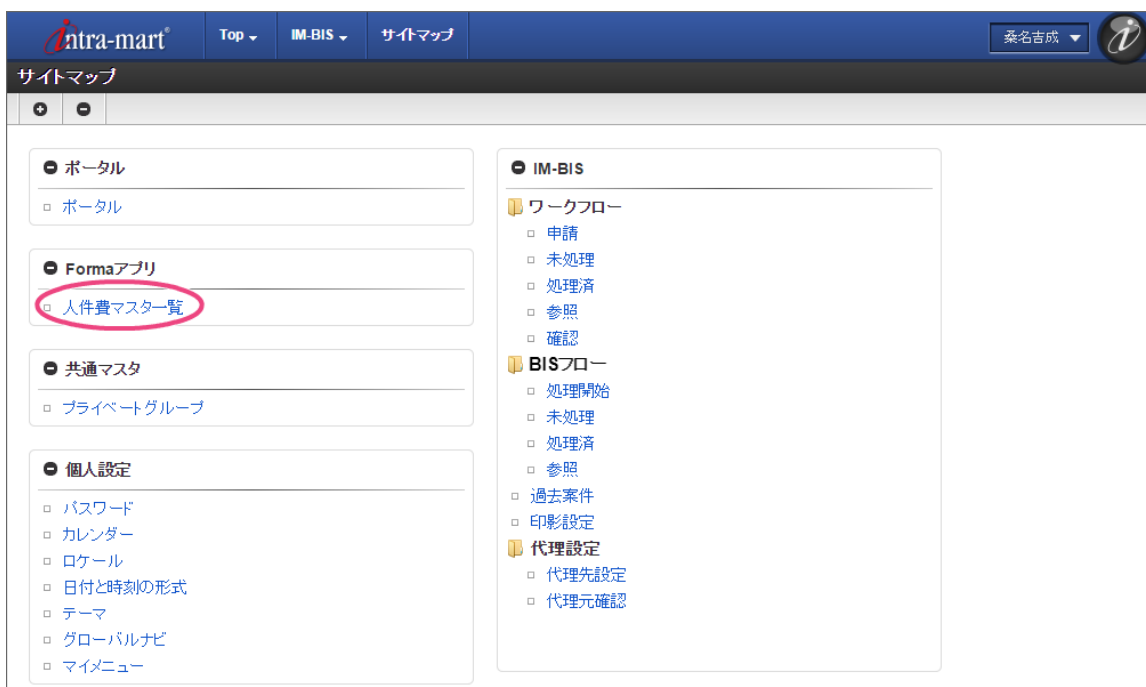 intra-mart® Top IM-BIS サイトマップ 桑名吉成
サイトマップ
ポータル
ポータル
Formaアプリ
人件費マスタ一覧
共通マスタ
プライベートグループ
個人設定
パスワード
カレンダー
ロケール
日付と時刻の形式
テーマ
グローバルナビ
マイメニュー
IM-BIS
ワークフロー
申請
未処理
処理済
参照
確認
BISフロー
処理開始
未処理
処理済
参照
過去案件
印影設定
代理設定
代理先設定
代理元確認